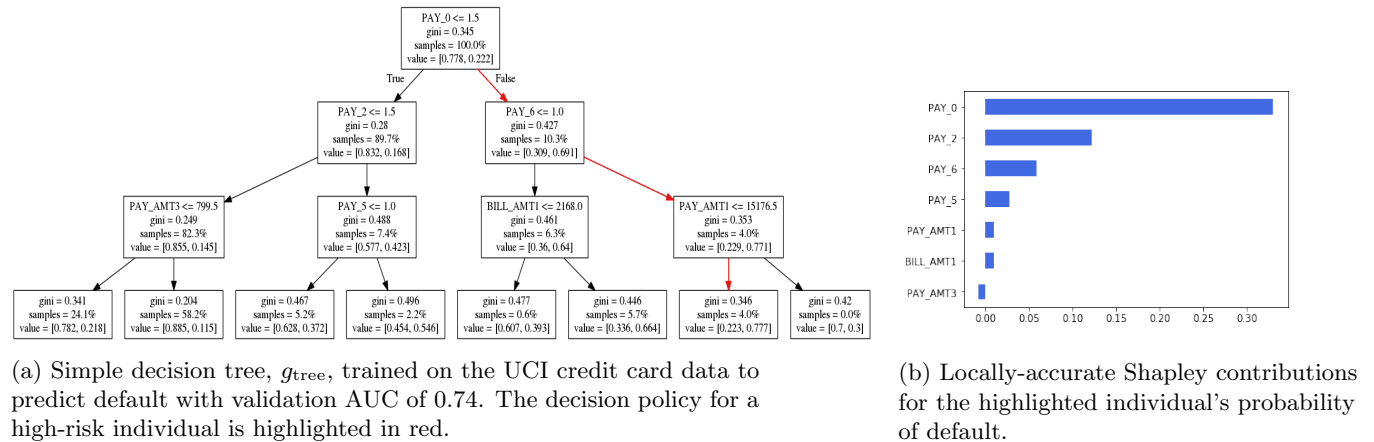 PAY_0 <= 1.5
gini = 0.345
samples = 100.0%
value = [0.778, 0.222]
True
False
PAY_2 <= 1.5
gini = 0.28
samples = 89.7%
value = [0.832, 0.168]
PAY_6 <= 1.0
gini = 0.427
samples = 10.3%
value = [0.309, 0.691]
PAY_AMT3 <= 799.5
gini = 0.249
samples = 82.3%
value = [0.855, 0.145]
PAY_5 <= 1.0
gini = 0.488
samples = 7.4%
value = [0.577, 0.423]
BILL_AMT1 <= 2168.0
gini = 0.461
samples = 6.3%
value = [0.36, 0.64]
PAY_AMT1 <= 15176.5
gini = 0.353
samples = 4.0%
value = [0.229, 0.771]
gini = 0.341
samples = 24.1%
value = [0.782, 0.218]
gini = 0.204
samples = 58.2%
value = [0.885, 0.115]
gini = 0.467
samples = 5.2%
value = [0.628, 0.372]
gini = 0.496
samples = 2.2%
value = [0.454, 0.546]
gini = 0.477
samples = 0.6%
value = [0.607, 0.393]
gini = 0.446
samples = 5.7%
value = [0.336, 0.664]
gini = 0.346
samples = 4.0%
value = [0.223, 0.777]
gini = 0.42
samples = 0.0%
value = [0.7, 0.3]
(a) Simple decision tree, g_tree, trained on the UCI credit card data to
predict default with validation AUC of 0.74. The decision policy for a
high-risk individual is highlighted in red.
PAY_0
PAY_2
PAY_6
PAY_5
PAY_AMT1
BILL_AMT1
PAY_AMT3
0.00 0.05 0.10 0.15 0.20 0.25 0.30
(b) Locally-accurate Shapley contributions
for the highlighted individual's probability
of default.